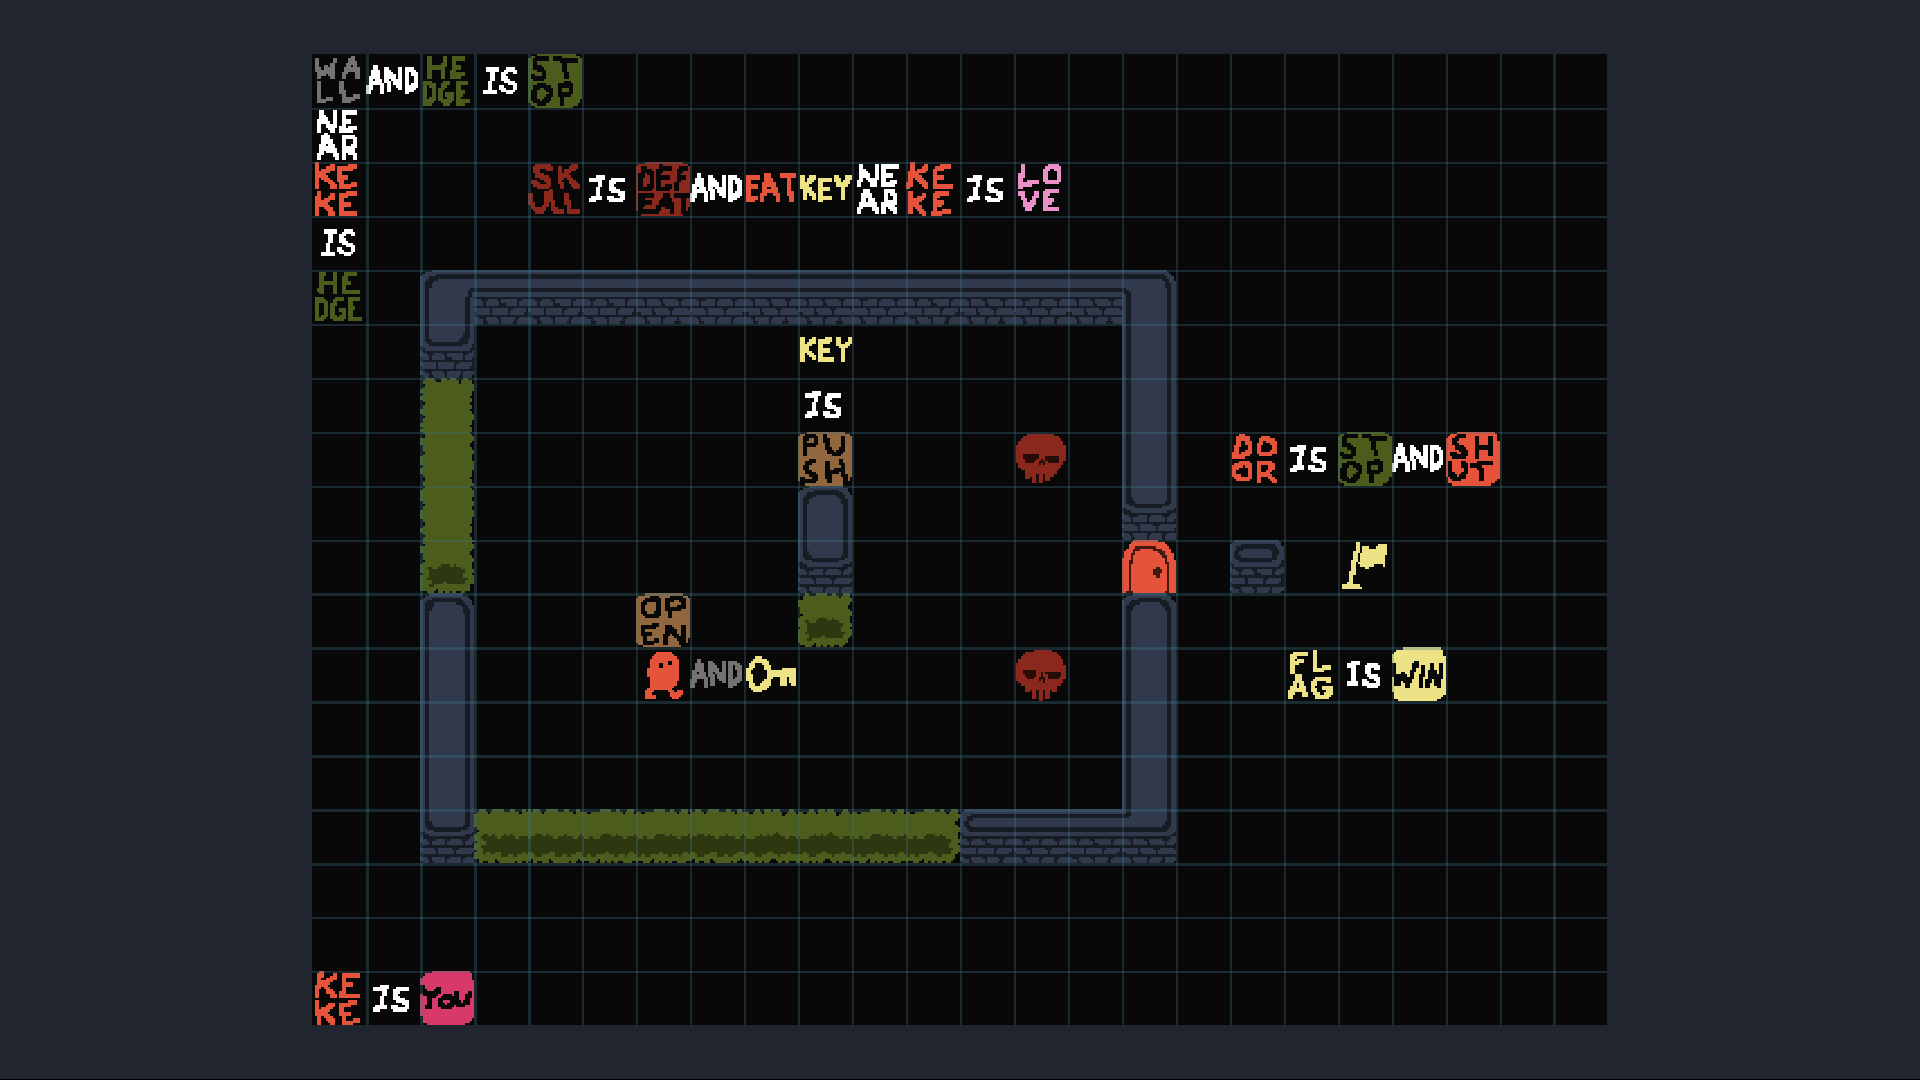 WALL AND HEDGE IS STOP
NEAR
KEKE
SKULL IS DEFEAT AND EAT KEY NEAR KEKE IS LOVE
IS
HEDGE
KEY
IS
PUSH
DOOR IS STOP AND SHUT
OPEN
AND
FLAG IS WIN
KEKE IS YOU